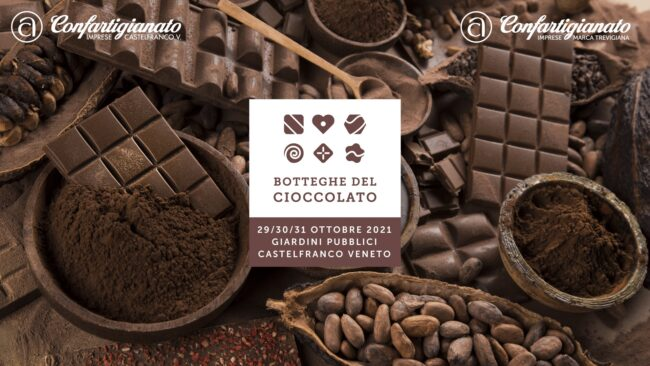 Confartigianato
IMPRESE CASTELFRANCO V.
Confartigianato
IMPRESE MARCA TREVIGIANA
BOTTEGHE DEL
CIOCCOLATO
29/30/31 OTTOBRE 2021
GIARDINI PUBBLICI
CASTELFRANCO VENETO